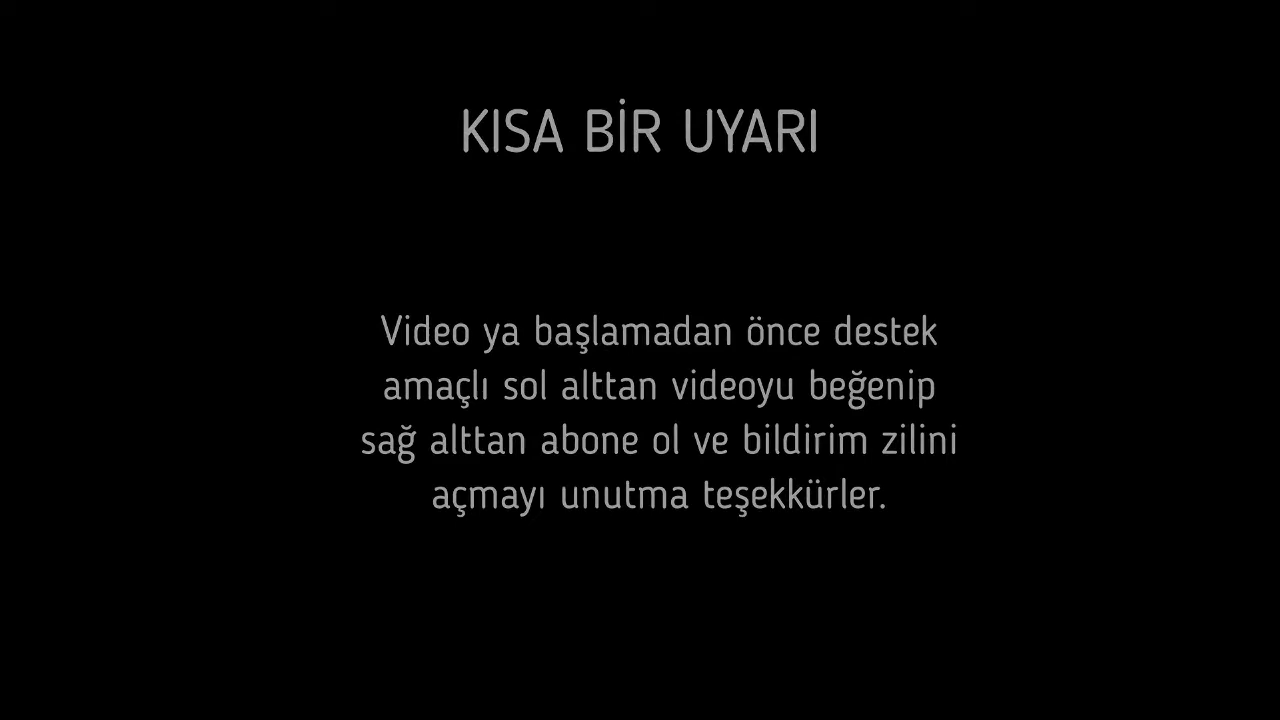 KISA BİR UYARI
Video ya başlamadan önce destek
amaçlı sol alttan videoyu beğenip
sağ alttan abone ol ve bildirim zilini
açmayı unutma teşekkürler.